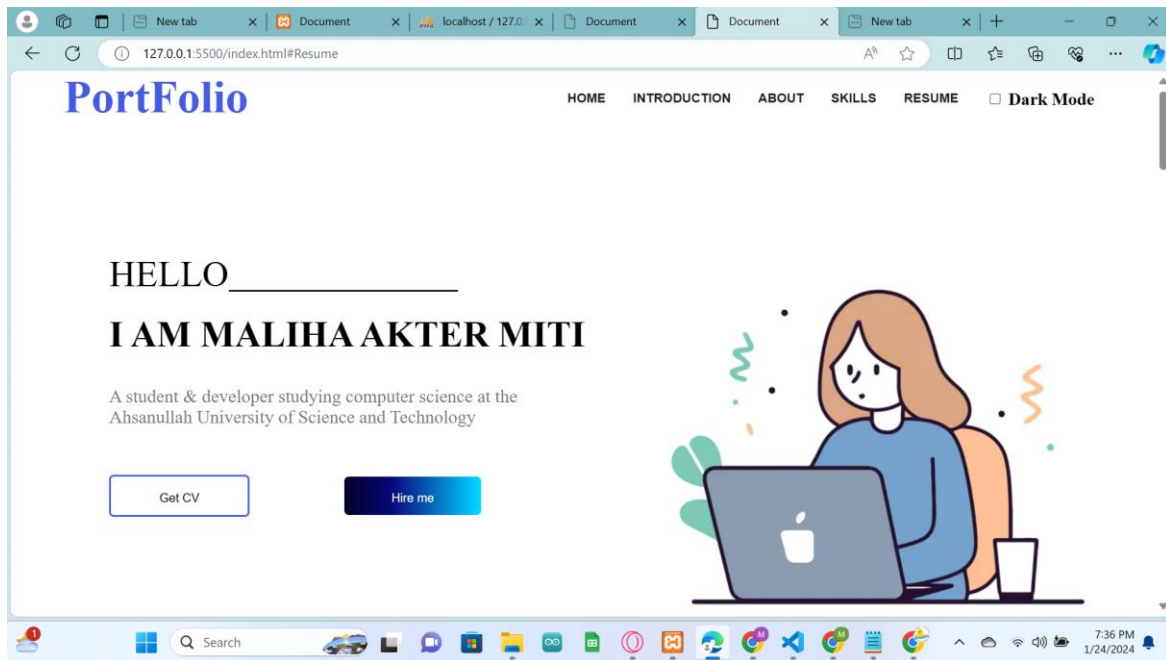 New tab
Document
localhost / 127.0.
Document
Document
New tab
127.0.0.1:5500/index.html#Resume
PortFolio
HOME INTRODUCTION ABOUT SKILLS RESUME Dark Mode
HELLO______________
I AM MALIHA AKTER MITI
A student & developer studying computer science at the
Ahsanullah University of Science and Technology
Get CV
Hire me
1
Search
7:36 PM
1/24/2024